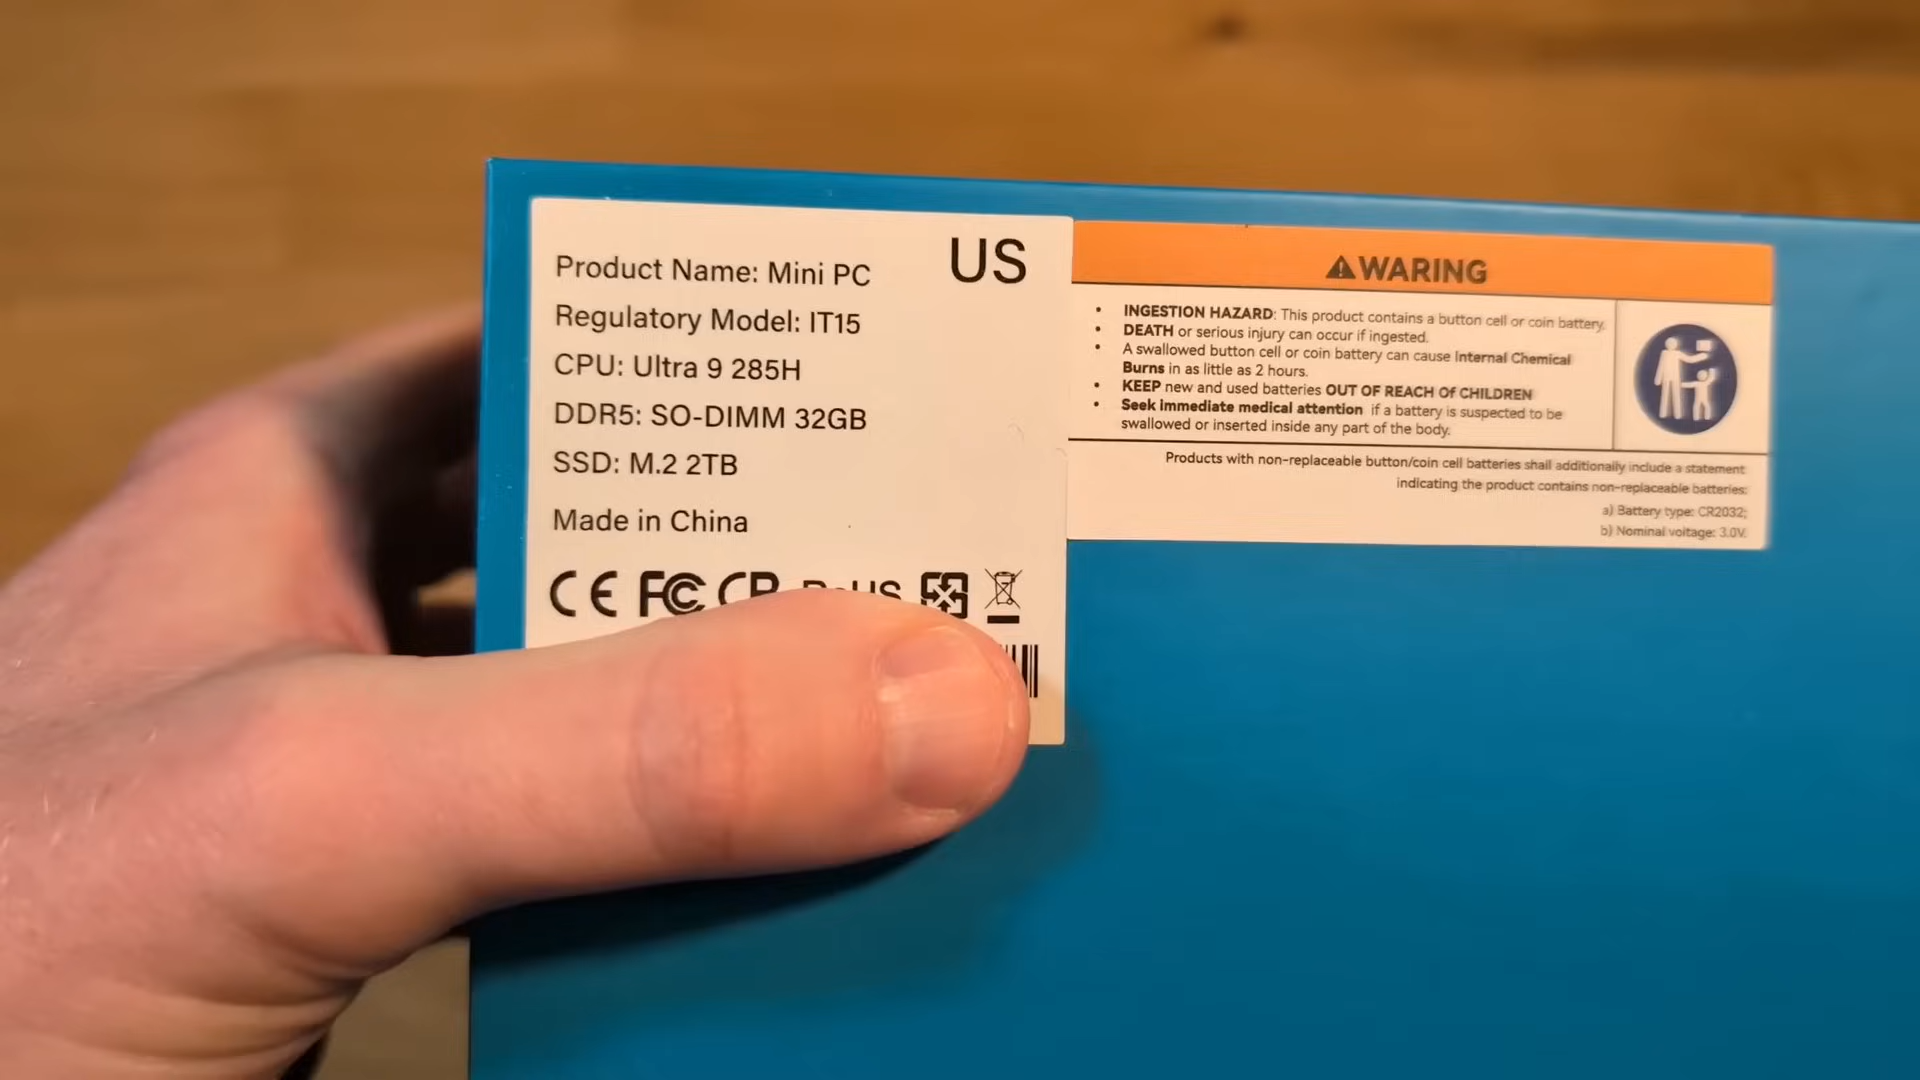 US
Product Name: Mini PC
Regulatory Model: IT15
CPU: Ultra 9 285H
DDR5: SO-DIMM 32GB
SSD: M.2 2TB
Made in China
CE FC
WARING
• INGESTION HAZARD: This product contains a button cell or coin battery.
• DEATH or serious injury can occur if ingested.
• A swallowed button cell or coin battery can cause Internal Chemical
Burns in as little as 2 hours.
• KEEP new and used batteries OUT OF REACH Of CHILDREN
• Seek immediate medical attention if a battery is suspected to be
swallowed or inserted inside any part of the body.
Products with non-replaceable button/coin cell batteries shall additionally include a statement
indicating the product contains non-replaceable batteries:
a) Battery type: CR2032;
b) Nominal voltage: 3.0V.